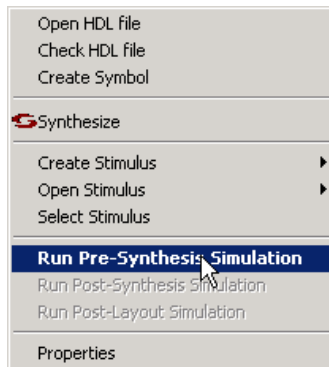 Open HDL file
Check HDL file
Create Symbol
Synthesize
Create Stimulus
Open Stimulus
Select Stimulus
Run Pre-Synthesis Simulation
Run Post-Synthesis Simulation
Run Post-Layout Simulation
Properties